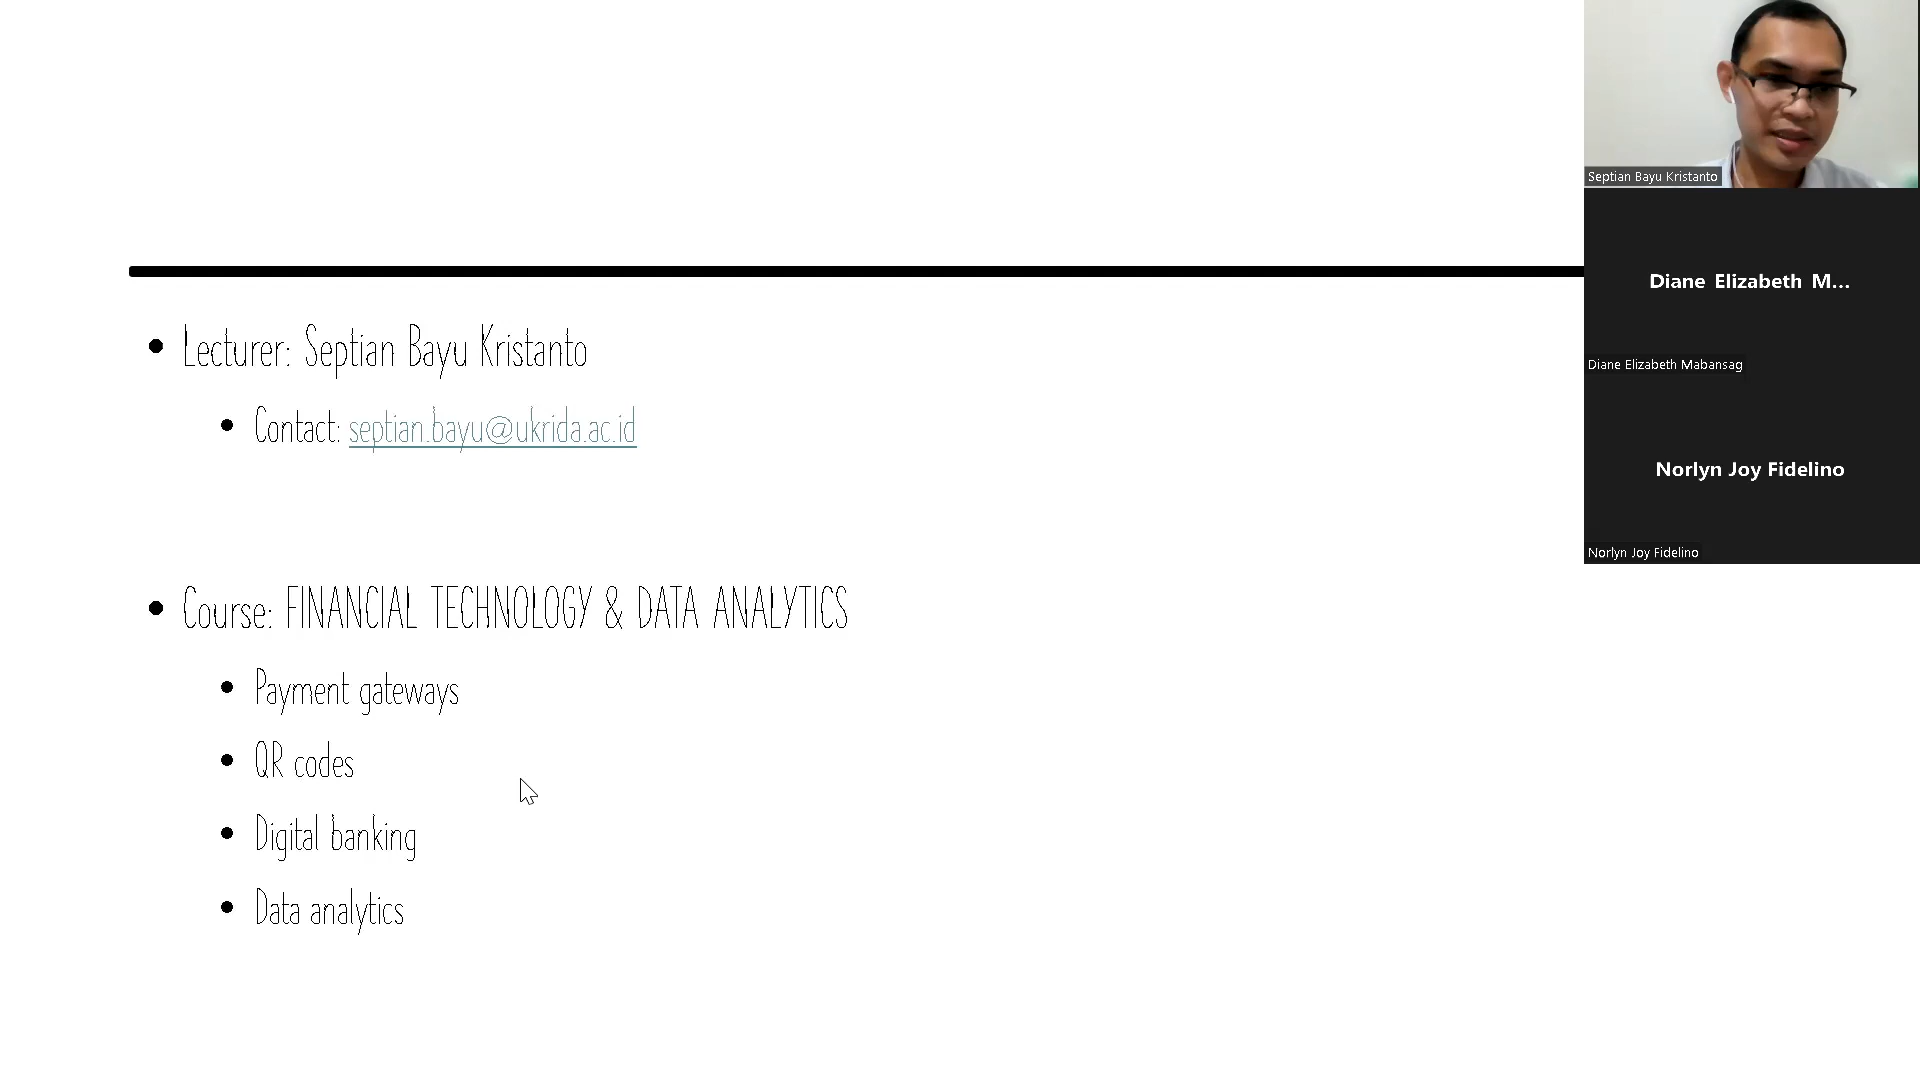 Lecturer: Septian Bayu Kristanto
Contact: septian.bayu@ukrida.ac.id
Course: FINANCIAL TECHNOLOGY & DATA ANALYTICS
Payment gateways
QR codes
Digital banking
Data analytics
Septian Bayu Kristanto
Diane Elizabeth M...
Diane Elizabeth Mabansag
Norlyn Joy Fidelino
Norlyn Joy Fidelino